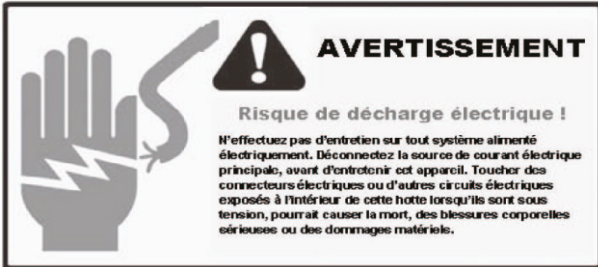 AVERTISSEMENT
Risque de décharge électrique !
N'effectuez pas d'entretien sur tout système alimenté
électriquement. Déconnectez la source de courant électrique
principale, avant d'entretenir cet appareil. Toucher des
connecteurs électriques ou d'autres circuits électriques
exposés à l'intérieur de cette hotte lorsqu'ils sont sous
tension, pourrait causer la mort, des blessures corporelles
sérieuses ou des dommages matériels.